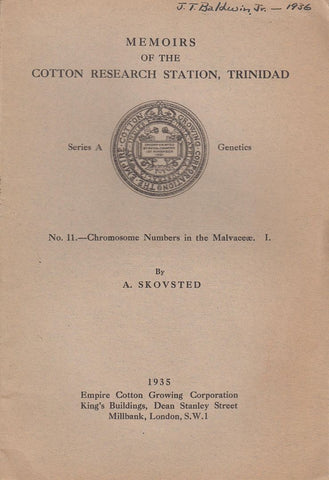 J. T. Baldwin, Jr. — 1936
MEMOIRS
OF THE
COTTON RESEARCH STATION, TRINIDAD
Series A
Genetics
No. 11.—Chromosome Numbers in the Malvaceæ. I.
By
A. SKOVSTED
1935
Empire Cotton Growing Corporation
King's Buildings, Dean Stanley Street
Millbank, London, S.W.1